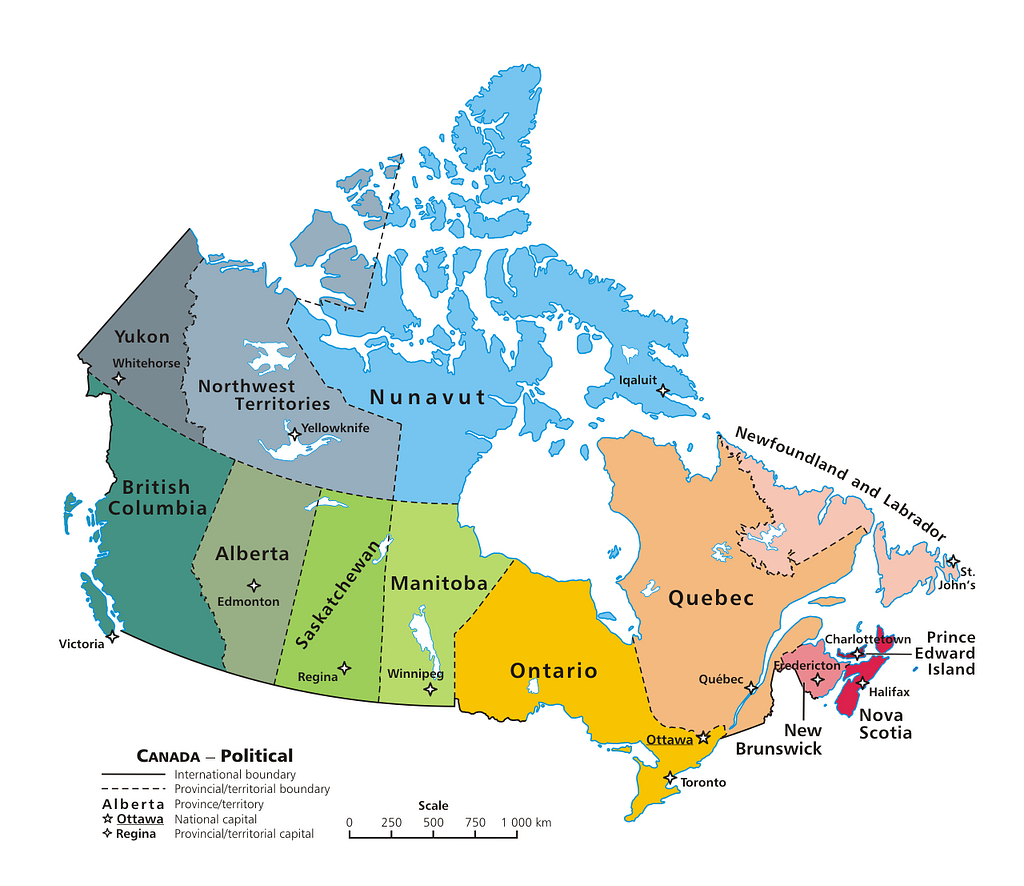 Yukon
Whitehorse
Northwest
Territories
Yellowknife
Nunavut
Iqaluit
British
Columbia
Victoria
Alberta
Edmonton
Saskatchewan
Regina
Manitoba
Winnipeg
Ontario
Ottawa
Toronto
Quebec
Québec
Newfoundland and Labrador
St.
John's
Charlottetown
Prince
Edward
Island
Fredericton
Halifax
New
Brunswick
Nova
Scotia
CANADA – Political
International boundary
Provincial/territorial boundary
Alberta Province/territory
Ottawa National capital
Regina Provincial/territorial capital
Scale
0 250 500 750 1 000 km